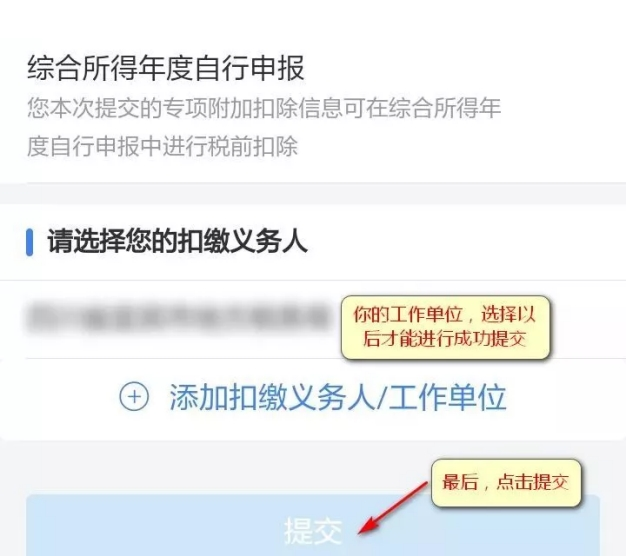 综合所得年度自行申报
您本次提交的专项附加扣除信息可在综合所得年
度自行申报中进行税前扣除
请选择您的扣缴义务人
你的工作单位，选择以
后才能进行成功提交
添加扣缴义务人/工作单位
最后，点击提交
提交